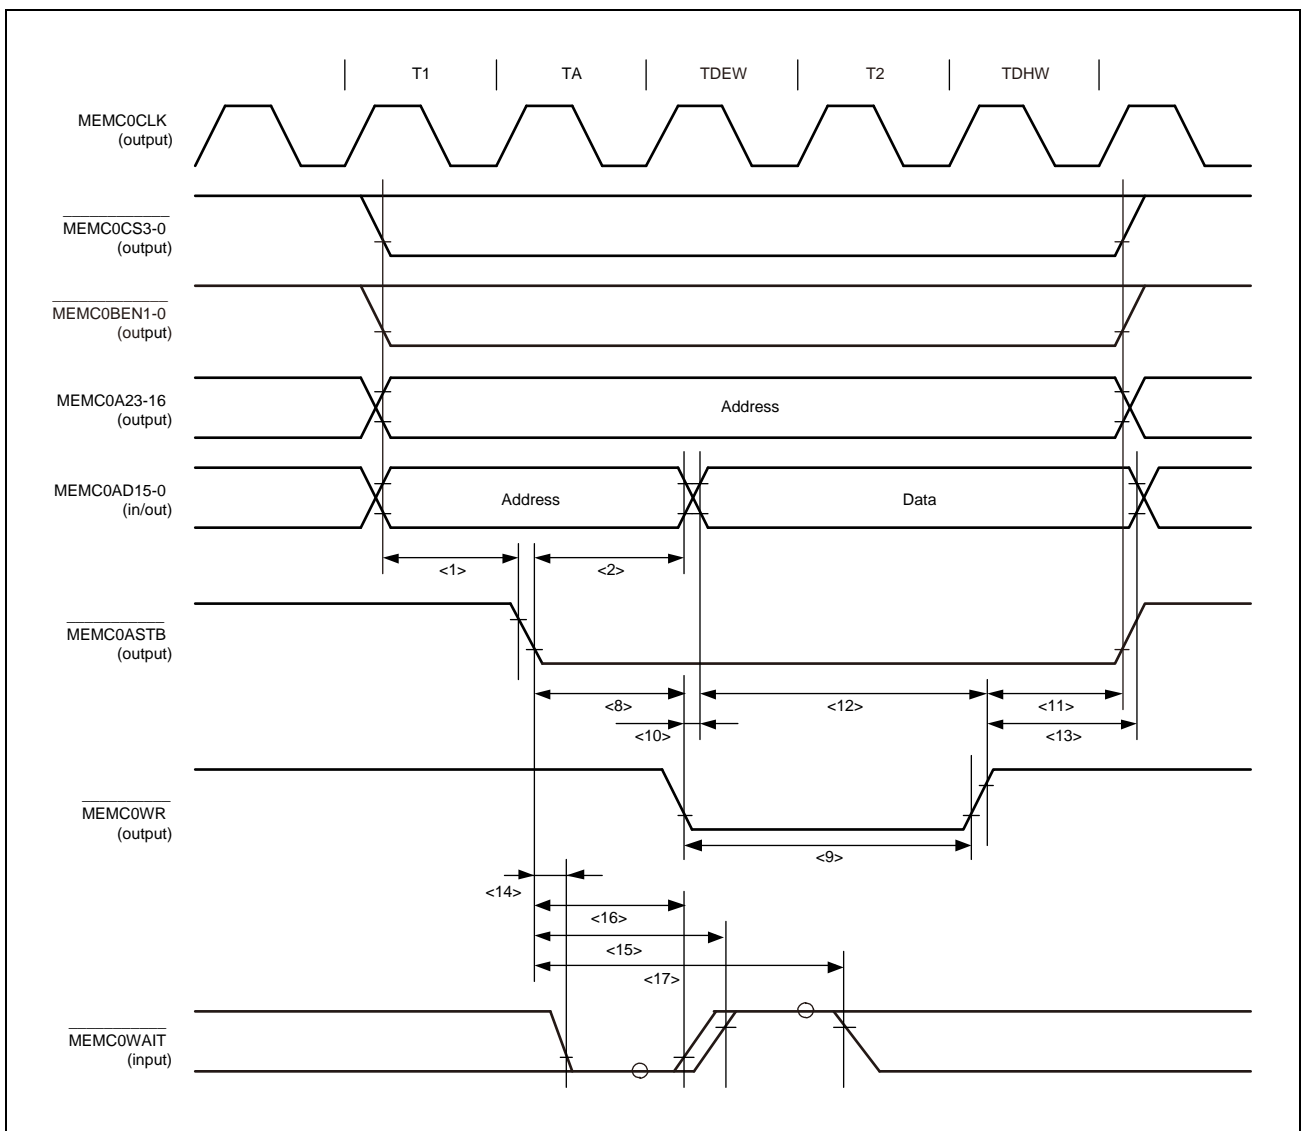 T1 TA TDEW T2 TDHW
MEMC0CLK
(output)
MEMC0CS3-0
(output)
MEMC0BEN1-0
(output)
MEMC0A23-16
(output)
Address
MEMC0AD15-0
(in/out)
Address Data
<1> <2>
MEMC0ASTB
(output)
<8> <12> <11>
<10> <13>
MEMC0WR
(output)
<9>
<14>
<16>
<15>
<17>
MEMC0WAIT
(input)